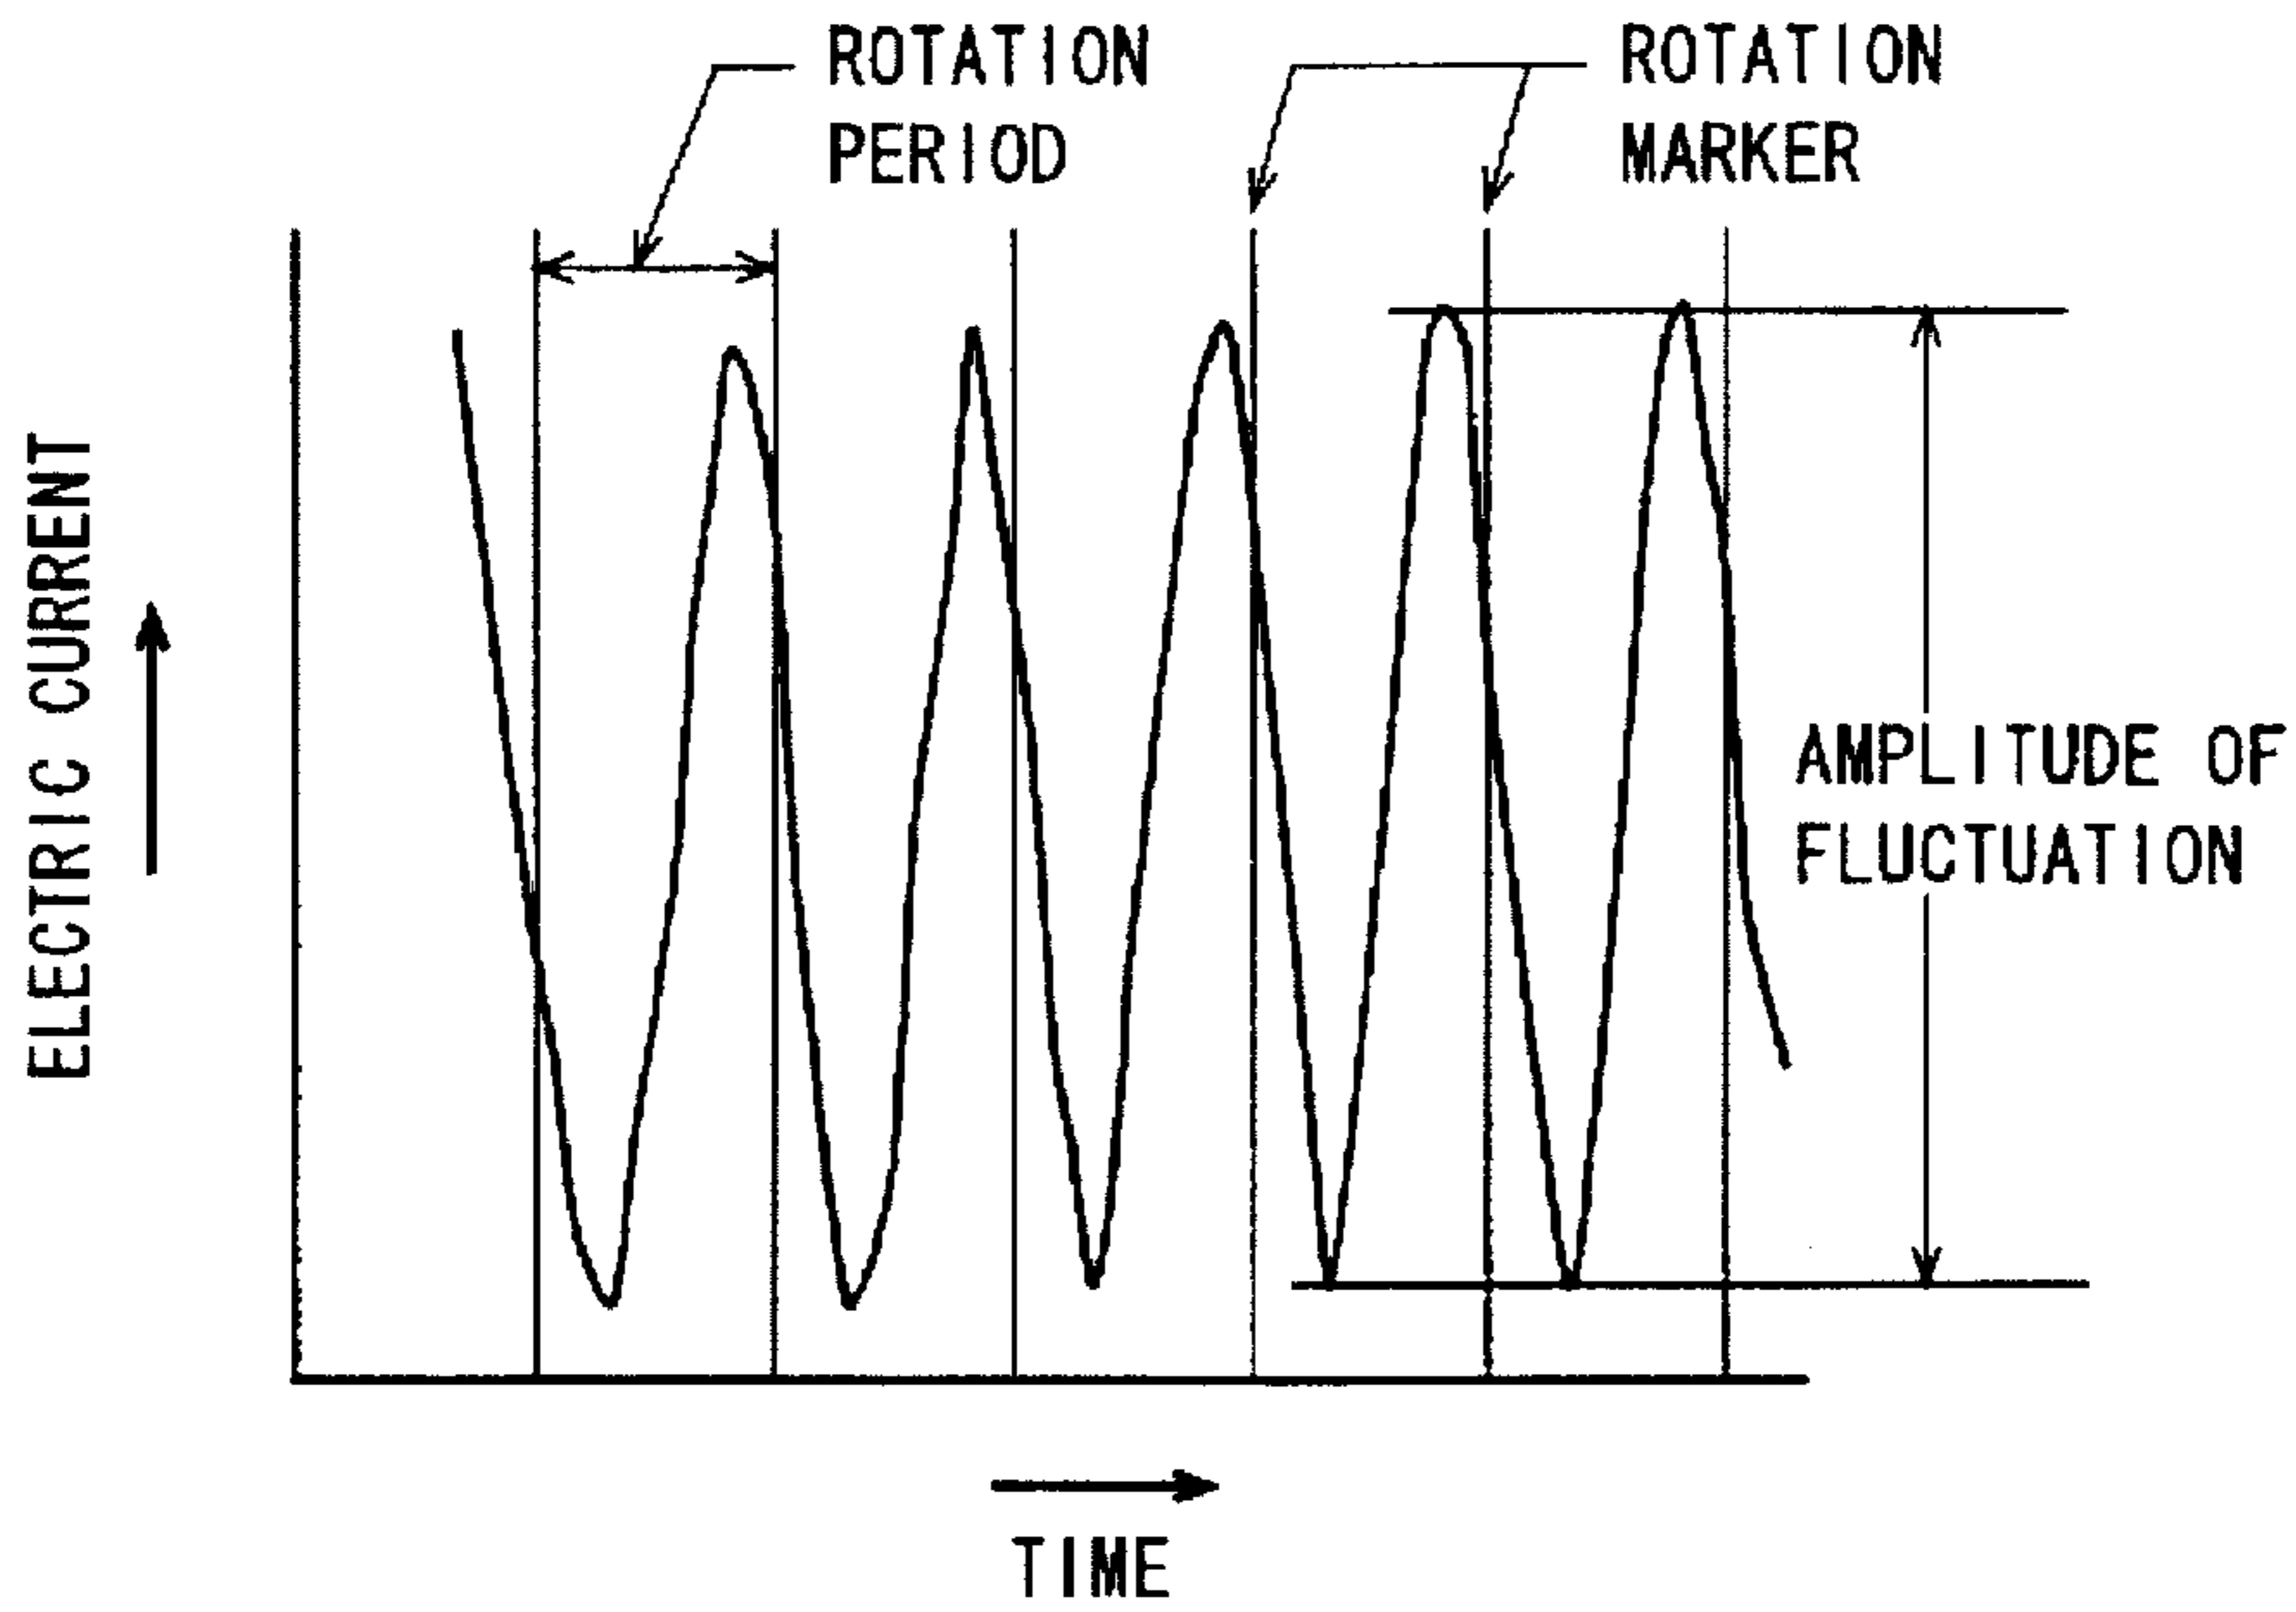 ROTATION
PERIOD
ROTATION
MARKER
ELECTRIC CURRENT
AMPLITUDE OF
FLUCTUATION
TIME